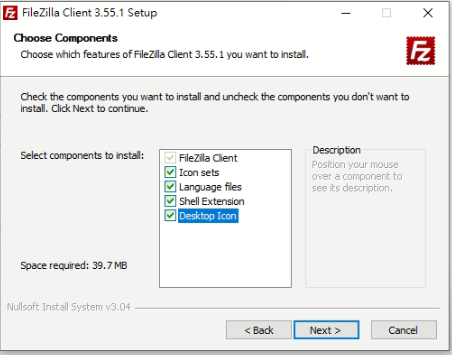 FileZilla Client 3.55.1 Setup
Choose Components
Choose which features of FileZilla Client 3.55.1 you want to install.
Fz
Check the components you want to install and uncheck the components you don't want to
install. Click Next to continue.
Select components to install:
FileZilla Client
Icon sets
Language files
Shell Extension
Desktop Icon
Description
Position your mouse
over a component to
see its description.
Space required: 39.7 MB
Nullsoft Install System v3.04
< Back
Next >
Cancel